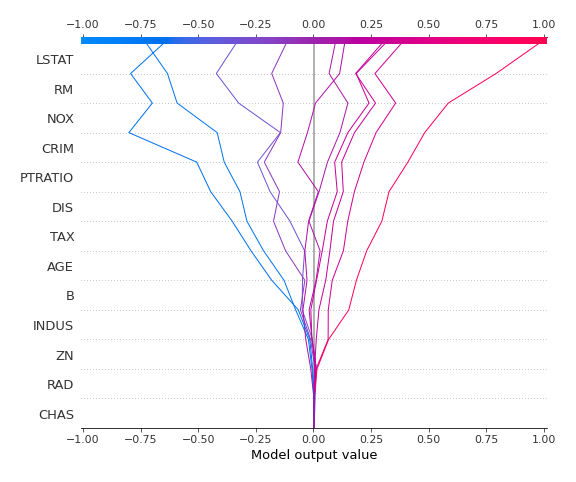 −1.00 −0.75 −0.50 −0.25 0.00 0.25 0.50 0.75 1.00
LSTAT
RM
NOX
CRIM
PTRATIO
DIS
TAX
AGE
B
INDUS
ZN
RAD
CHAS
−1.00 −0.75 −0.50 −0.25 0.00 0.25 0.50 0.75 1.00
Model output value